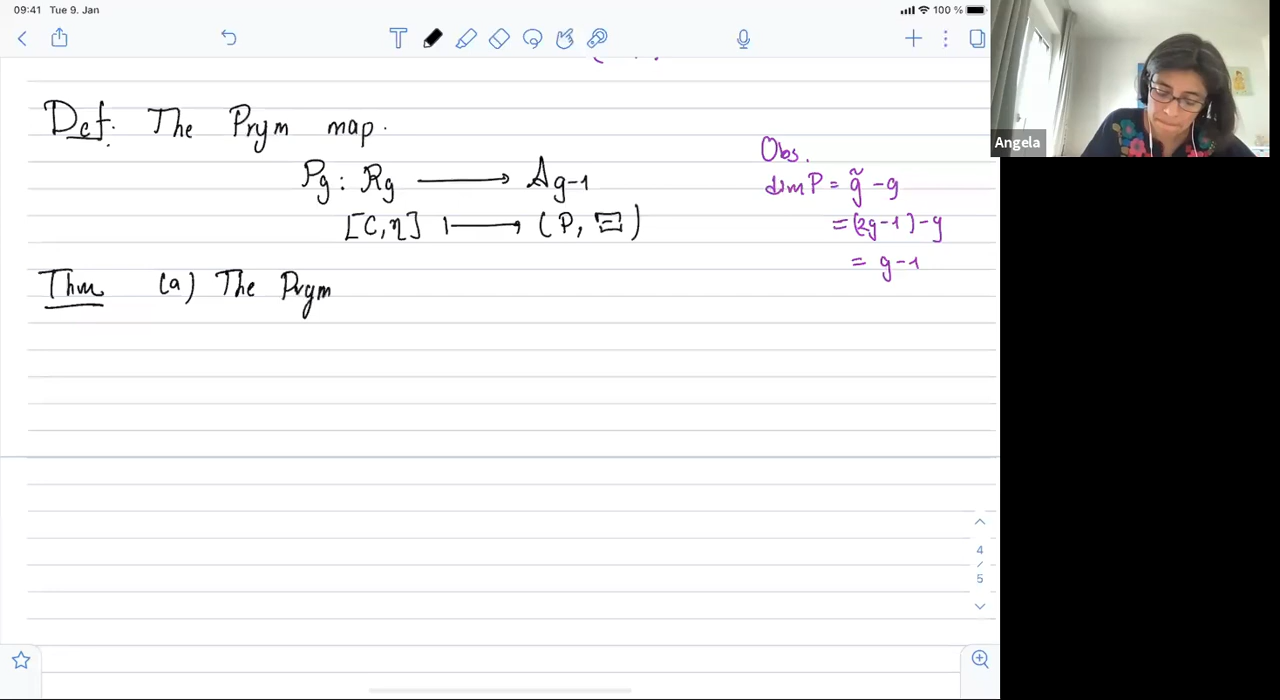 09:41 Tue 9. Jan
100 %
Def: The Prym map.
Pg : Rg ⟶ Ag-1
[C,η] ⟼ (P, Ξ)
Obs.
dim P = g̃ - g
= (2g-1) - g
= g-1
Thm (a) The Prym
4
/
5
Angela